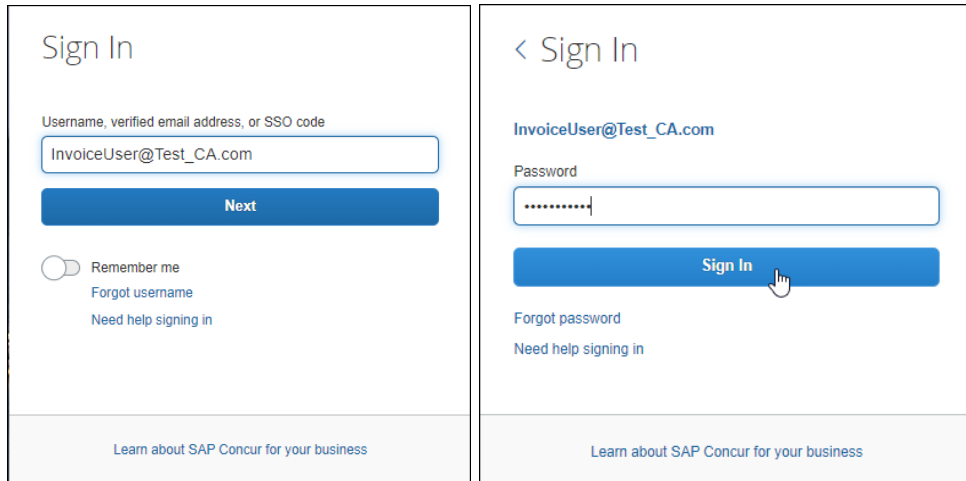 Sign In
Username, verified email address, or SSO code
InvoiceUser@Test_CA.com
Next
Remember me
Forgot username
Need help signing in
Learn about SAP Concur for your business
< Sign In
InvoiceUser@Test_CA.com
Password
•••••••••••
Sign In
Forgot password
Need help signing in
Learn about SAP Concur for your business